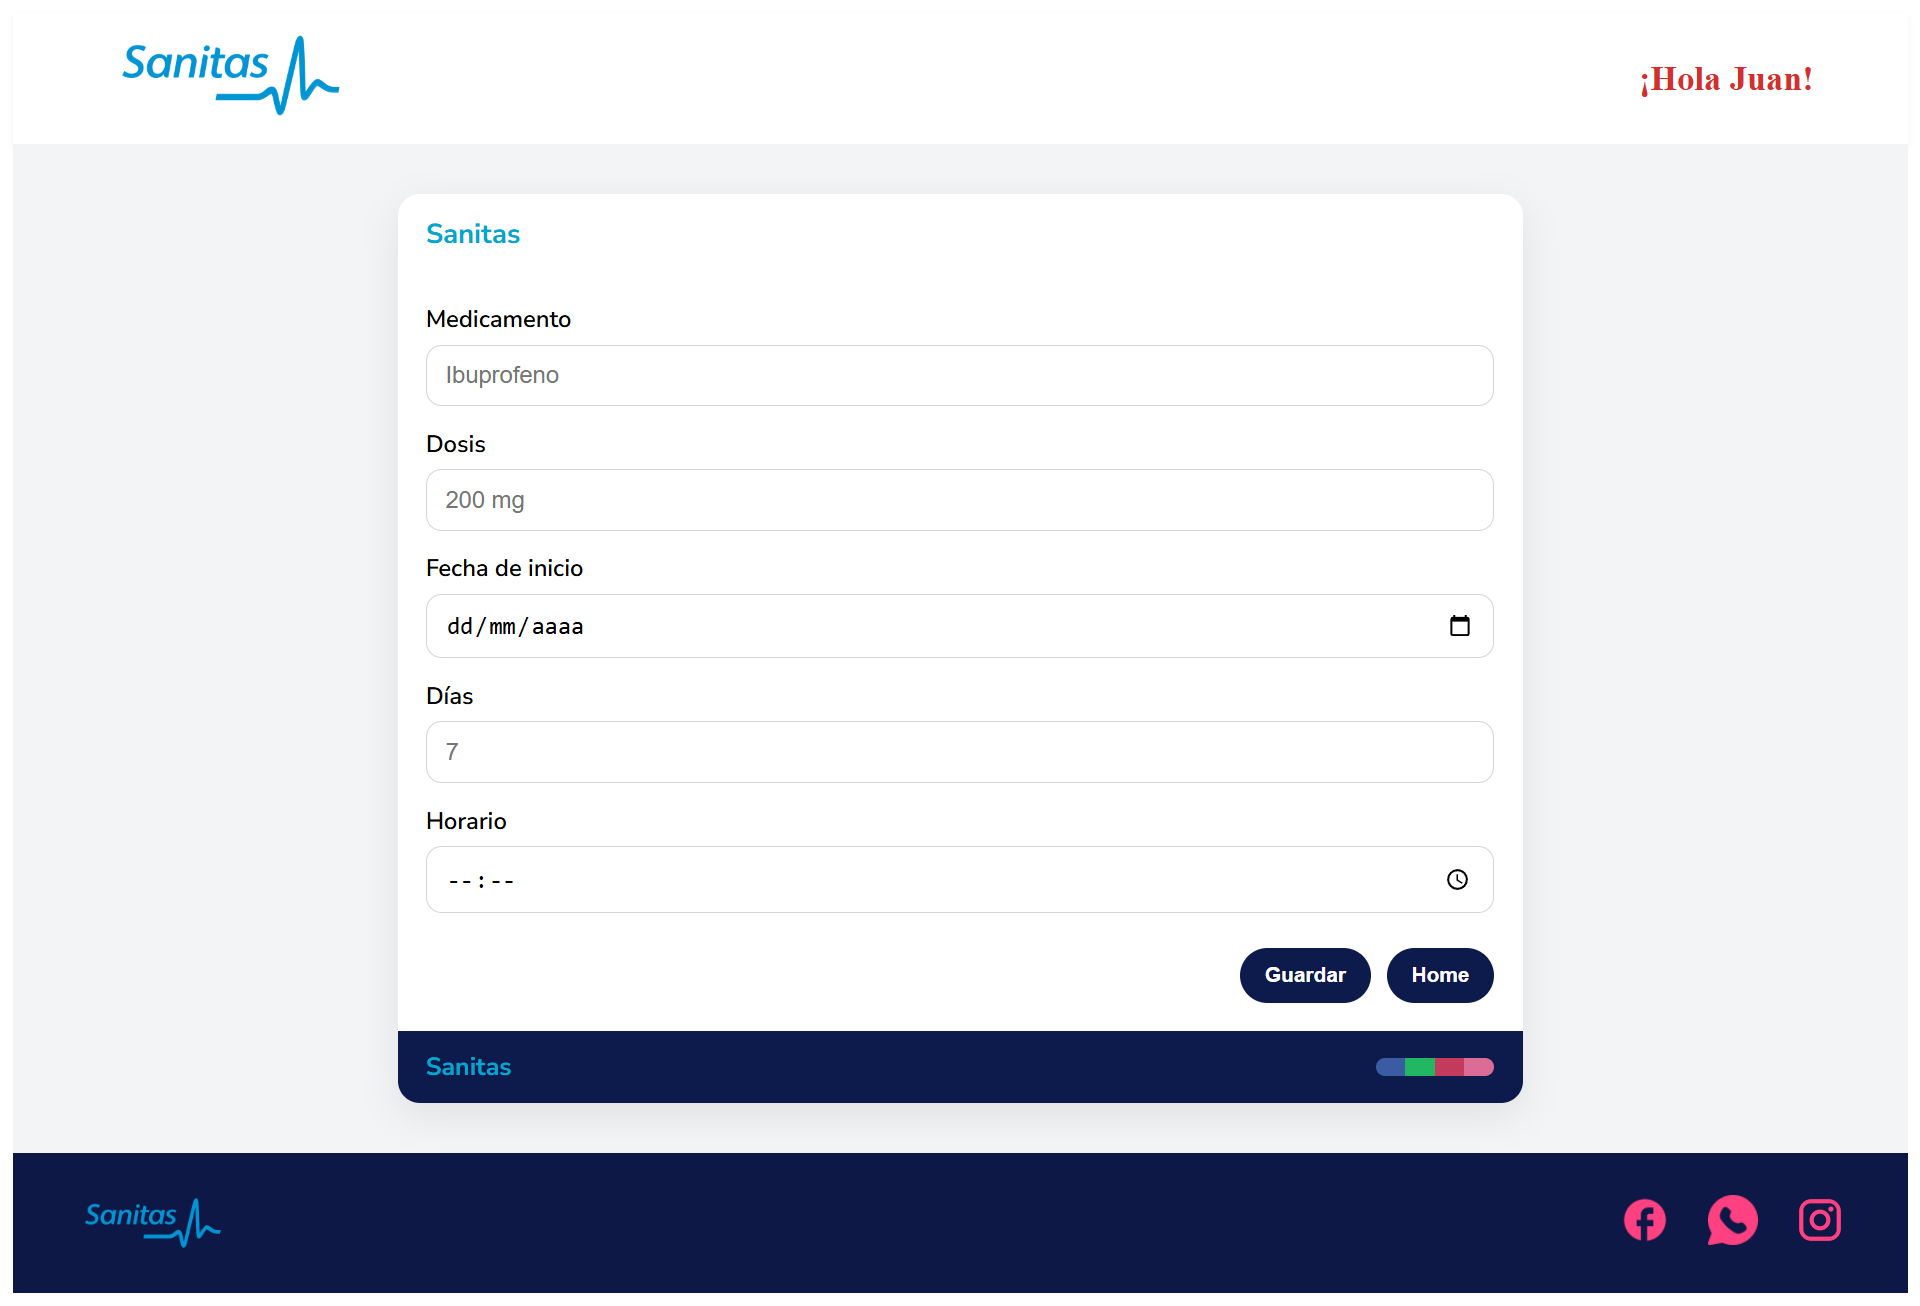 Sanitas
¡Hola Juan!
Sanitas
Medicamento
Ibuprofeno
Dosis
200 mg
Fecha de inicio
dd/mm/aaaa
Días
7
Horario
--:--
Guardar
Home
Sanitas
Sanitas